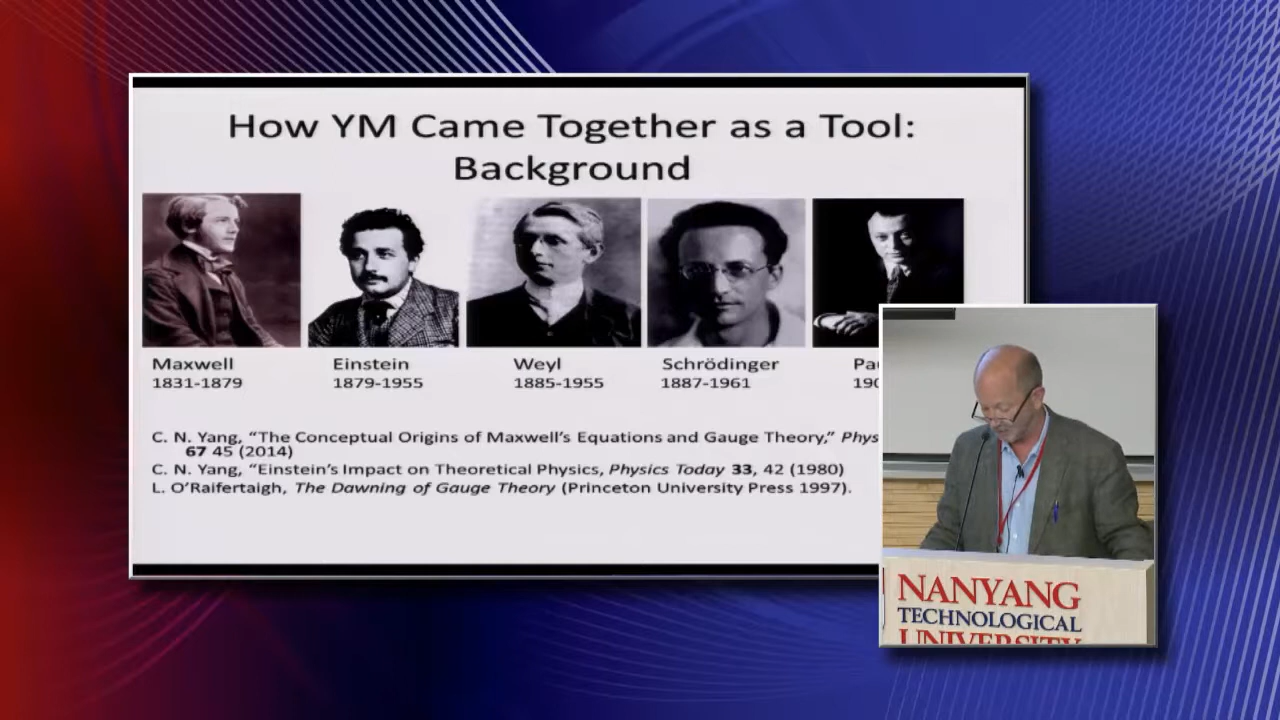 How YM Came Together as a Tool:
Background
Maxwell Einstein Weyl Schrödinger
1831-1879 1879-1955 1885-1955 1887-1961
C. N. Yang, “The Conceptual Origins of Maxwell’s Equations and Gauge Theory,” Phys
67 45 (2014)
C. N. Yang, “Einstein’s Impact on Theoretical Physics, Physics Today 33, 42 (1980)
L. O’Raifertaigh, The Dawning of Gauge Theory (Princeton University Press 1997).
NANYANG
TECHNOLOGICAL
UNIVERSITY